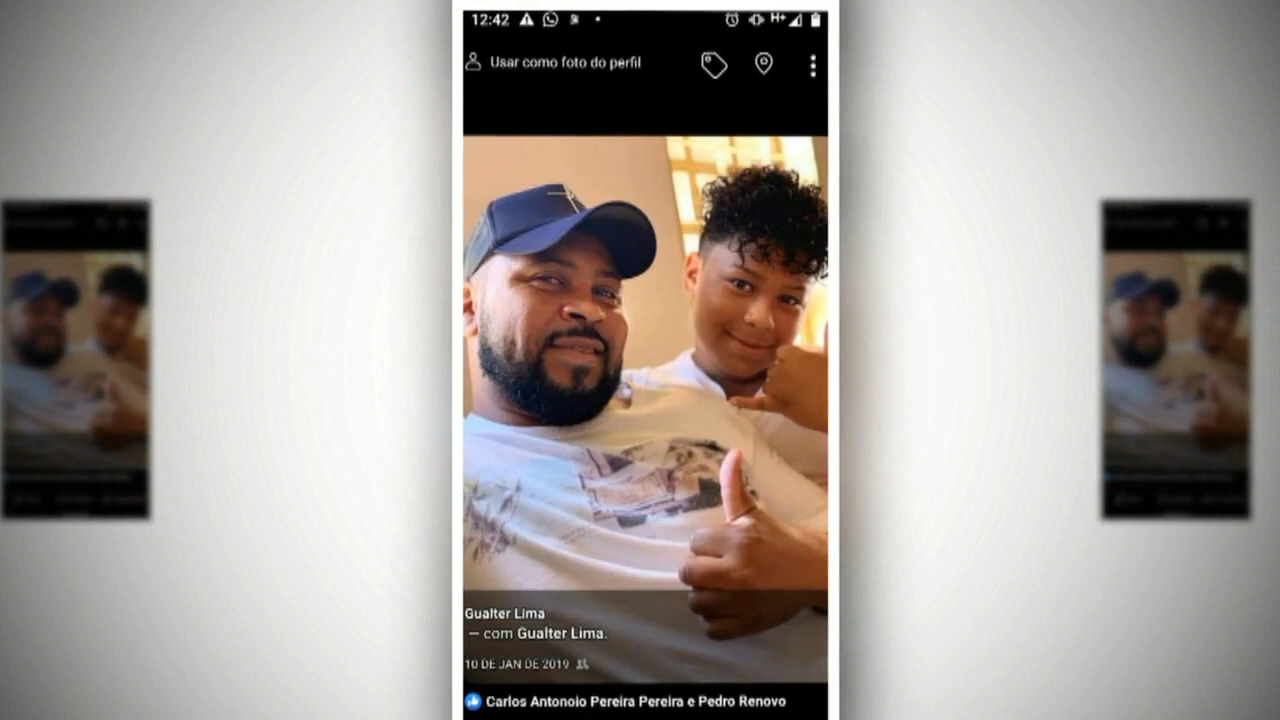 12:42
H+
Usar como foto do perfil
Gualter Lima
— com Gualter Lima.
10 DE JAN DE 2019
Carlos Antonoio Pereira Pereira e Pedro Renovo